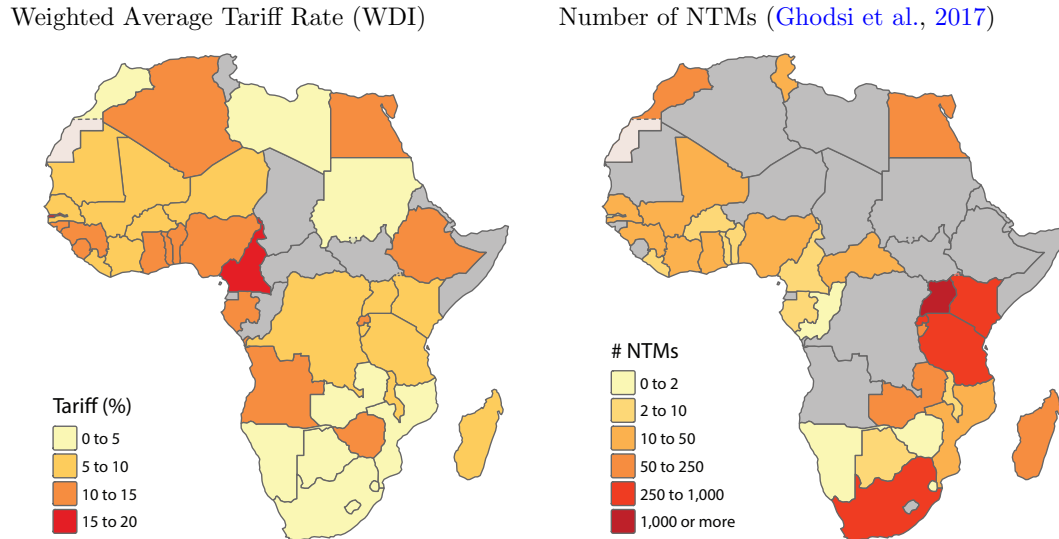 Weighted Average Tariff Rate (WDI)
Number of NTMs (Ghodsi et al., 2017)
Tariff (%)
0 to 5
5 to 10
10 to 15
15 to 20
# NTMs
0 to 2
2 to 10
10 to 50
50 to 250
250 to 1,000
1,000 or more